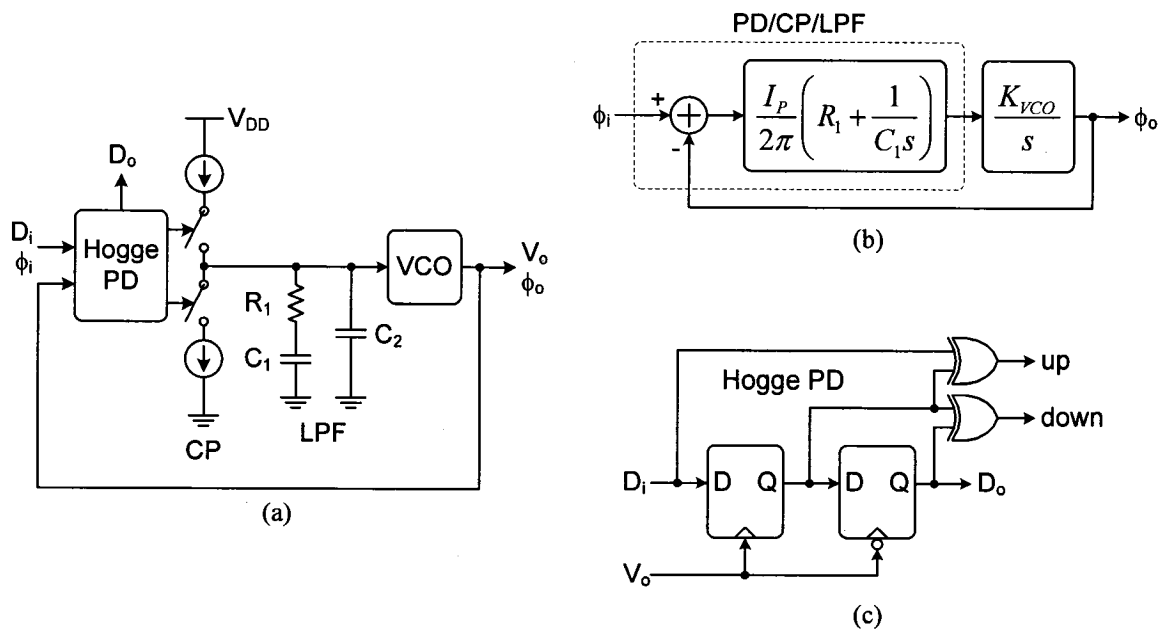 V_DD
D_o
D_i
ϕ_i
Hogge
PD
R_1
C_1
C_2
CP
LPF
VCO
V_o
ϕ_o
(a)
PD/CP/LPF
ϕ_i
+
-
I_P/2π (R_1 + 1/C_1s)
K_VCO/s
ϕ_o
(b)
Hogge PD
up
down
D_i
D Q
D Q
D_o
V_o
(c)